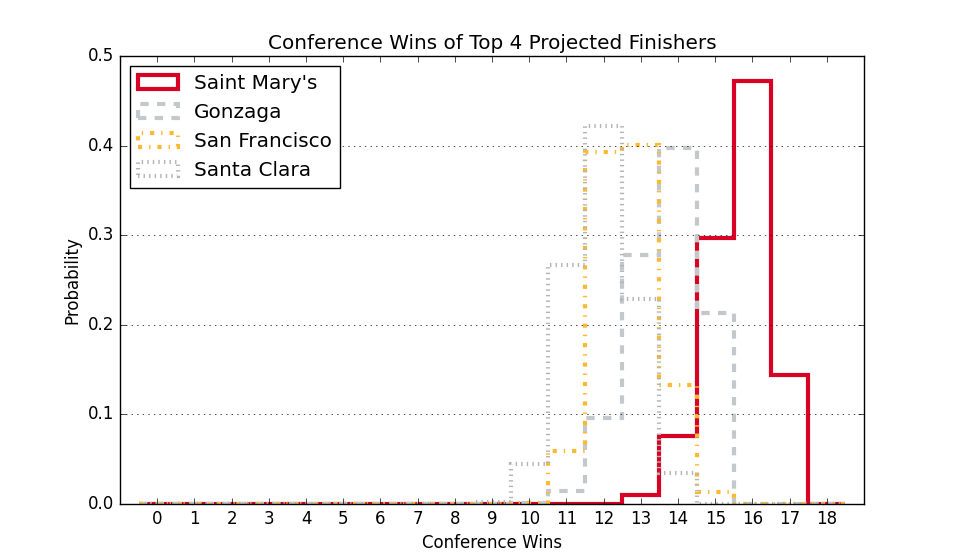 Conference Wins of Top 4 Projected Finishers
0.5
0.4
0.3
0.2
0.1
0.0
Probability
Saint Mary's
Gonzaga
San Francisco
Santa Clara
0 1 2 3 4 5 6 7 8 9 10 11 12 13 14 15 16 17 18
Conference Wins